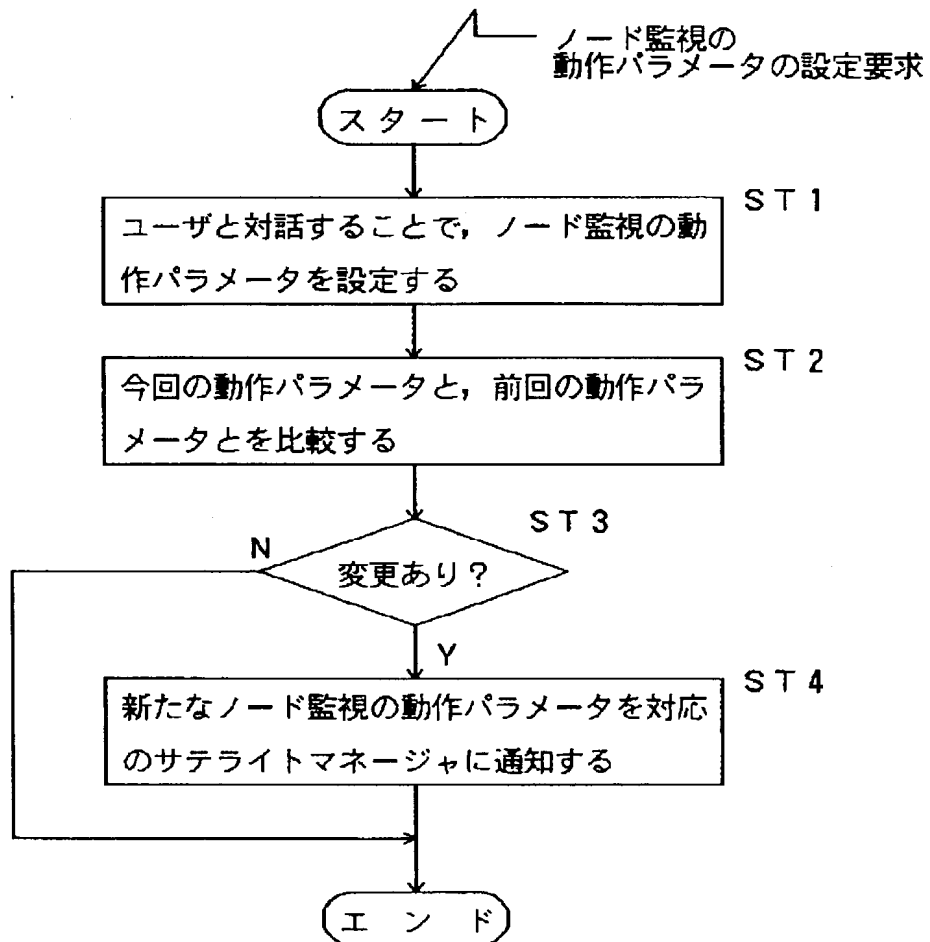 ノード監視の
動作パラメータの設定要求
スタート
ST1
ユーザと対話することで，ノード監視の動
作パラメータを設定する
ST2
今回の動作パラメータと，前回の動作パラ
メータとを比較する
ST3
N
変更あり？
Y
ST4
新たなノード監視の動作パラメータを対応
のサテライトマネージャに通知する
エンド